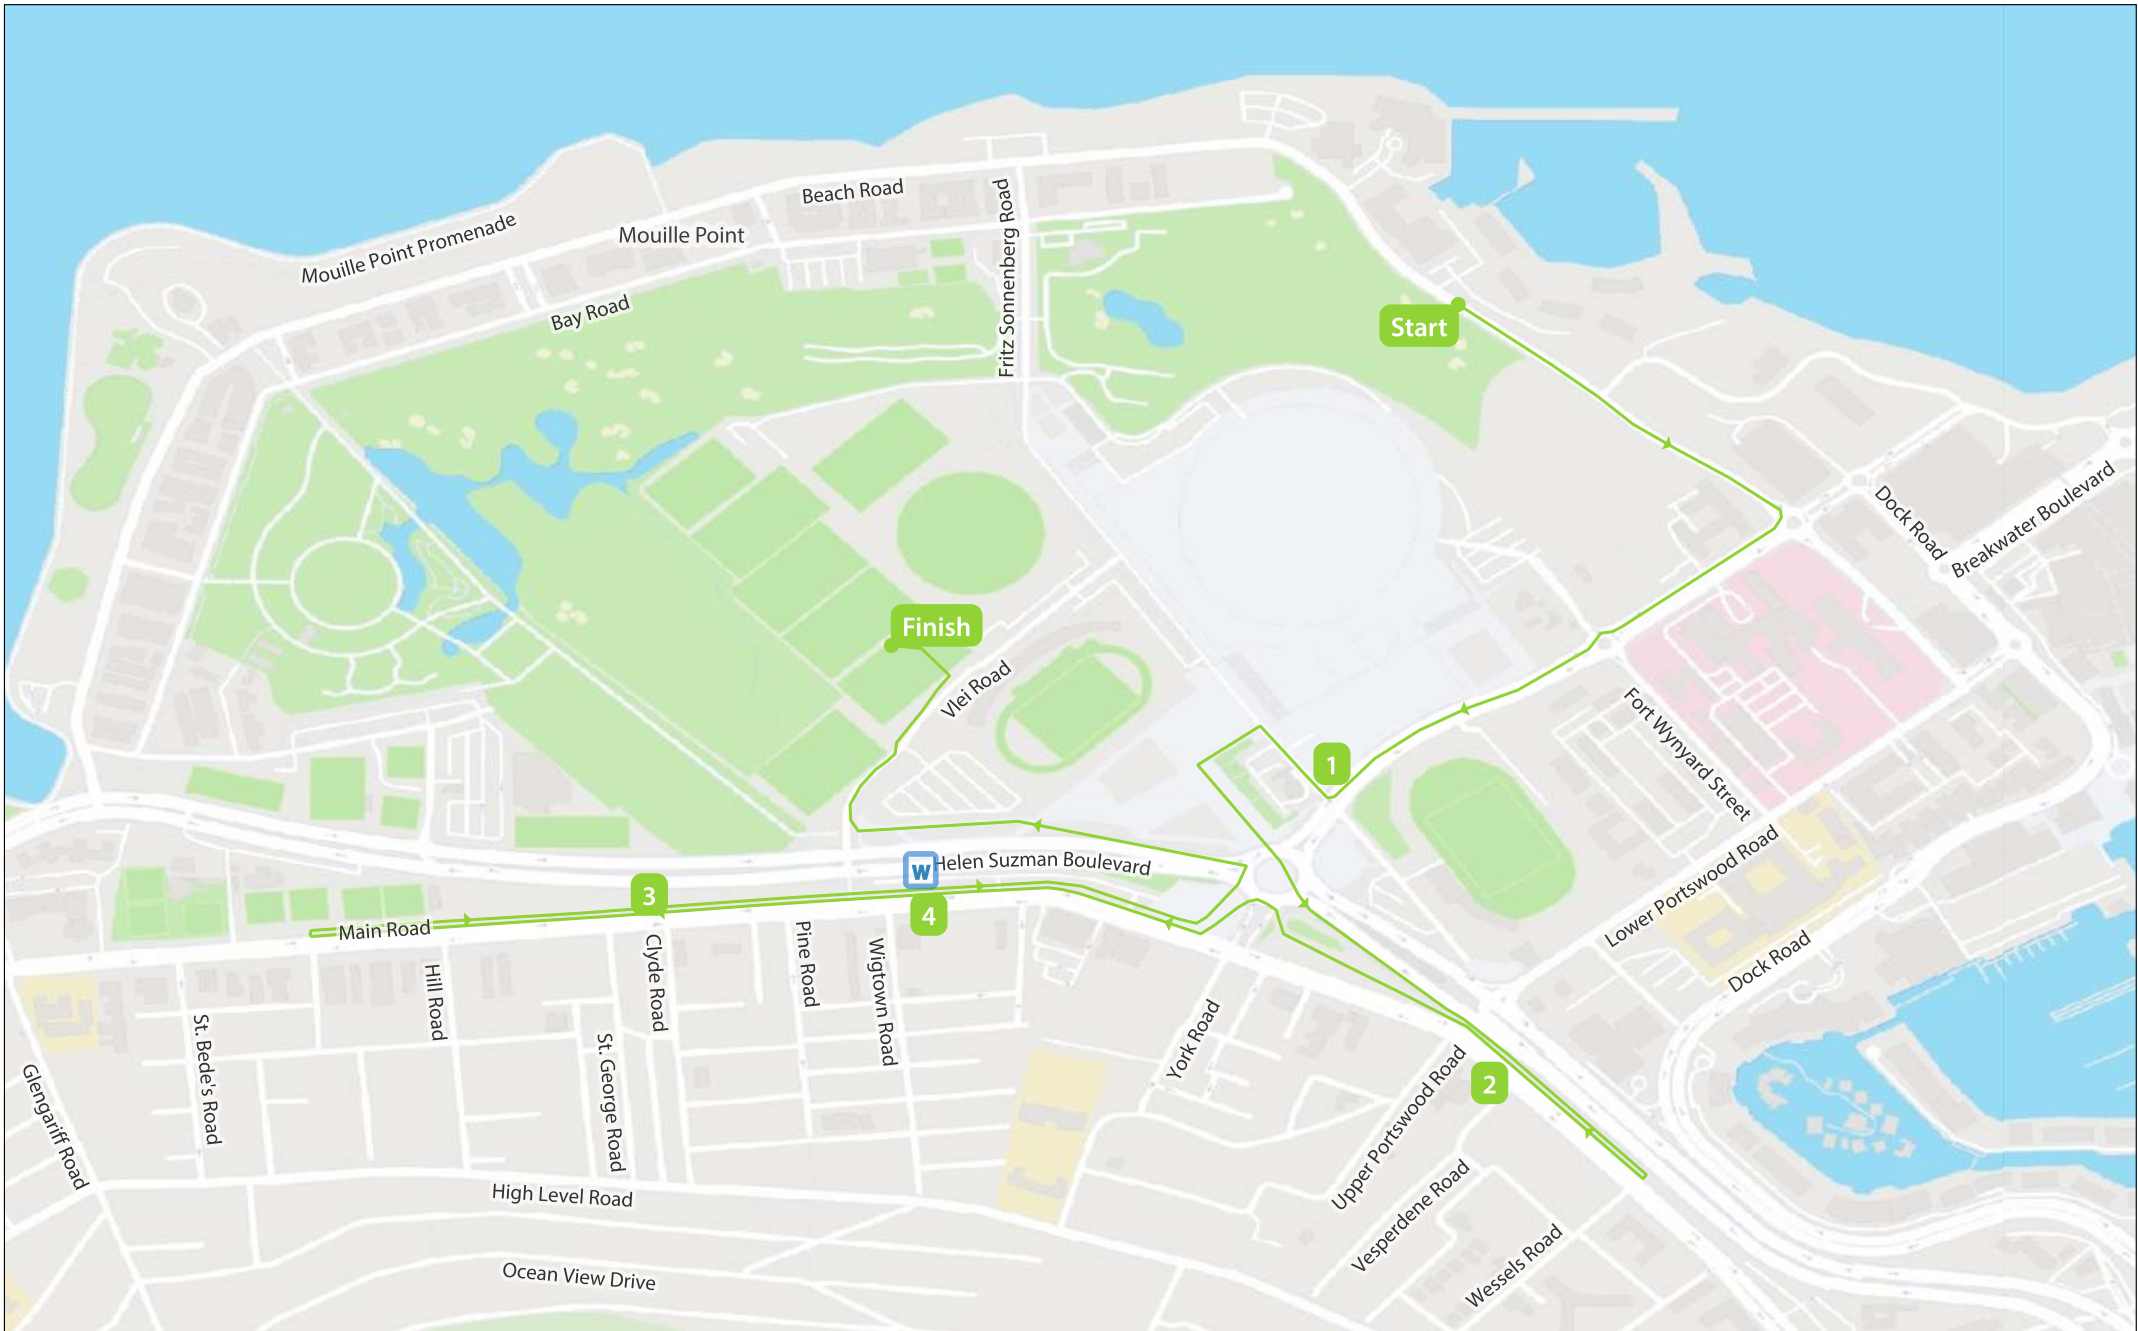 Beach Road
Mouille Point
Mouille Point Promenade
Bay Road
Fritz Sonnenberg Road
Start
Dock Road
Breakwater Boulevard
Finish
Vlei Road
Fort Wynyard Street
1
Helen Suzman Boulevard
W
Lower Portswood Road
3
4
Main Road
Dock Road
Hill Road
Clyde Road
Pine Road
Wigtown Road
St. Bede's Road
St. George Road
York Road
Upper Portswood Road
2
Glengariff Road
High Level Road
Vesperdene Road
Wessels Road
Ocean View Drive